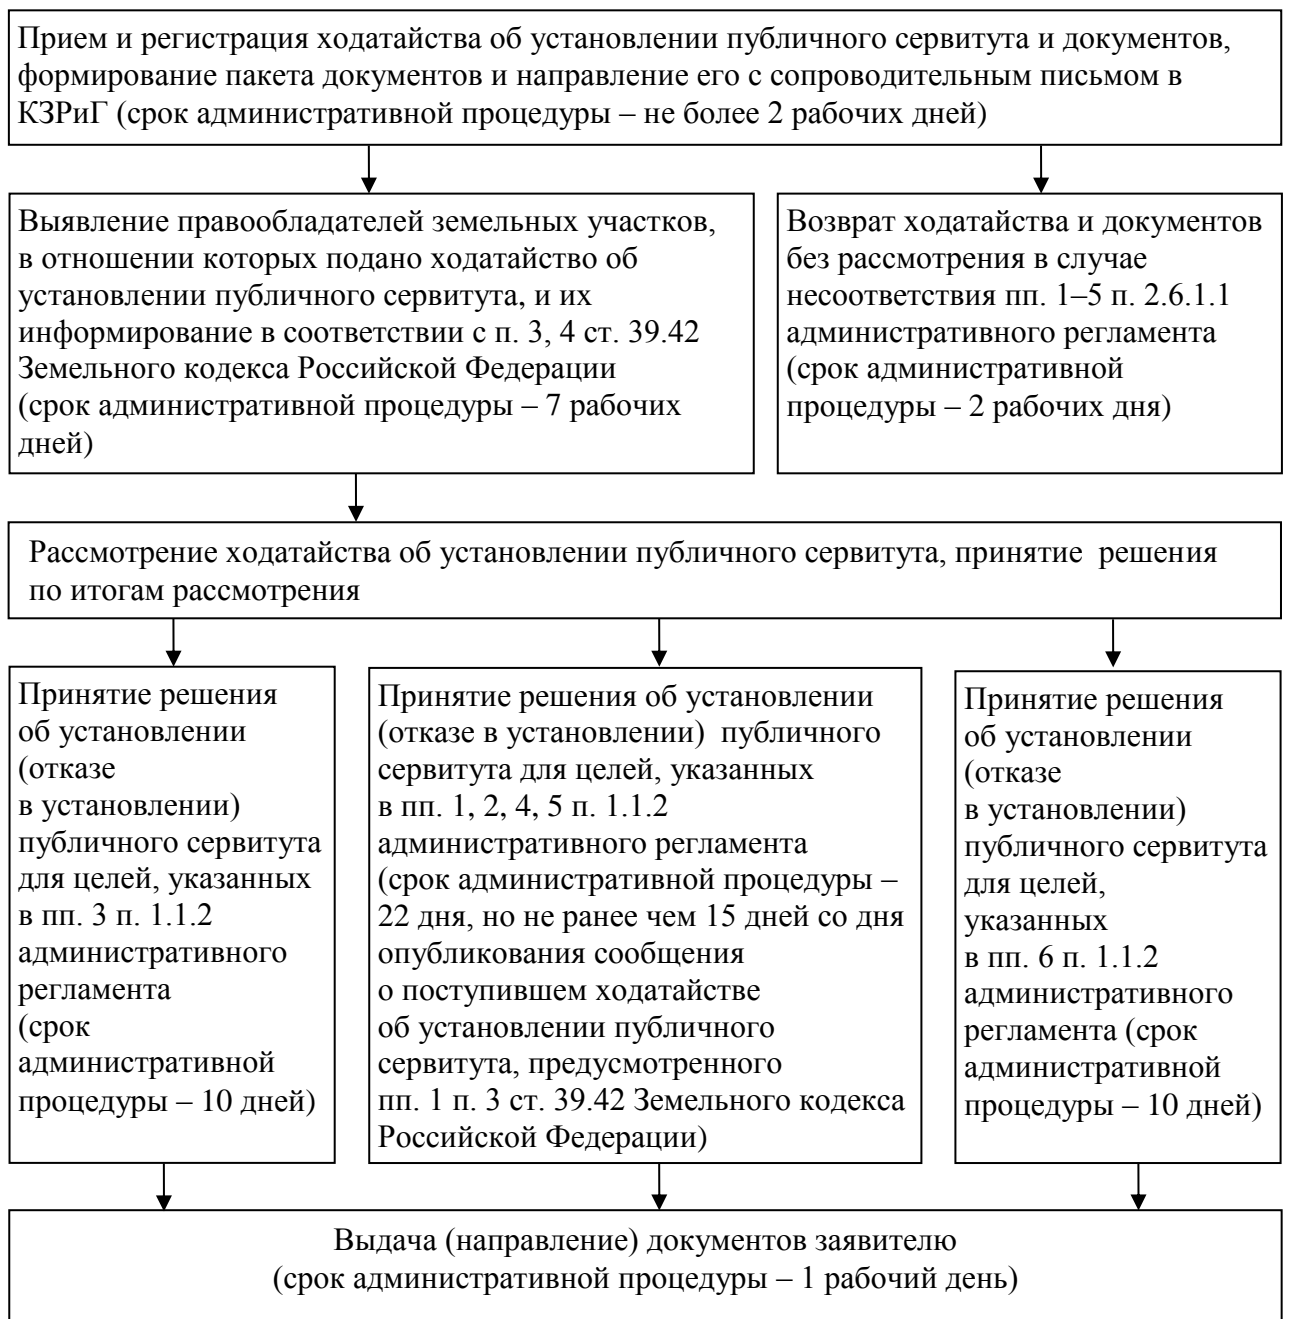 Прием и регистрация ходатайства об установлении публичного сервитута и документов,
формирование пакета документов и направление его с сопроводительным письмом в
КЗРиГ (срок административной процедуры – не более 2 рабочих дней)
Выявление правообладателей земельных участков,
в отношении которых подано ходатайство об
установлении публичного сервитута, и их
информирование в соответствии с п. 3, 4 ст. 39.42
Земельного кодекса Российской Федерации
(срок административной процедуры – 7 рабочих
дней)
Возврат ходатайства и документов
без рассмотрения в случае
несоответствия пп. 1–5 п. 2.6.1.1
административного регламента
(срок административной
процедуры – 2 рабочих дня)
Рассмотрение ходатайства об установлении публичного сервитута, принятие  решения
по итогам рассмотрения
Принятие решения
об установлении
(отказе
в установлении)
публичного сервитута
для целей, указанных
в пп. 3 п. 1.1.2
административного
регламента
(срок
административной
процедуры – 10 дней)
Принятие решения об установлении
(отказе в установлении)  публичного
сервитута для целей, указанных
в пп. 1, 2, 4, 5 п. 1.1.2
административного регламента
(срок административной процедуры –
22 дня, но не ранее чем 15 дней со дня
опубликования сообщения
о поступившем ходатайстве
об установлении публичного
сервитута, предусмотренного
пп. 1 п. 3 ст. 39.42 Земельного кодекса
Российской Федерации)
Принятие решения
об установлении
(отказе
в установлении)
публичного сервитута
для целей,
указанных
в пп. 6 п. 1.1.2
административного
регламента (срок
административной
процедуры – 10 дней)
Выдача (направление) документов заявителю
(срок административной процедуры – 1 рабочий день)